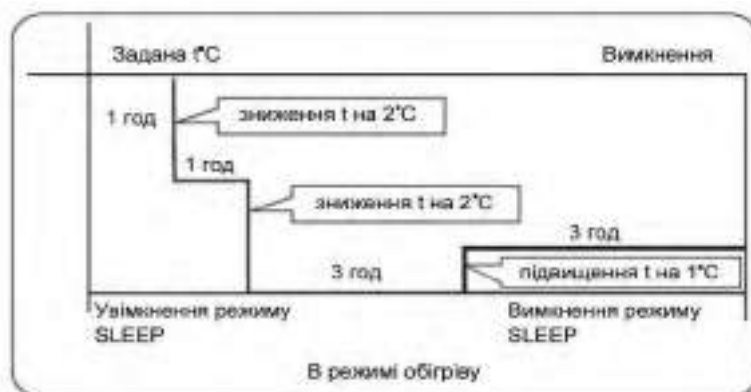 Задана t°C
Вимкнення
1 год
зниження t на 2°C
1 год
зниження t на 2°C
3 год
3 год
підвищення t на 1°C
Увімкнення режиму
SLEEP
Вимкнення режиму
SLEEP
В режимі обігріву